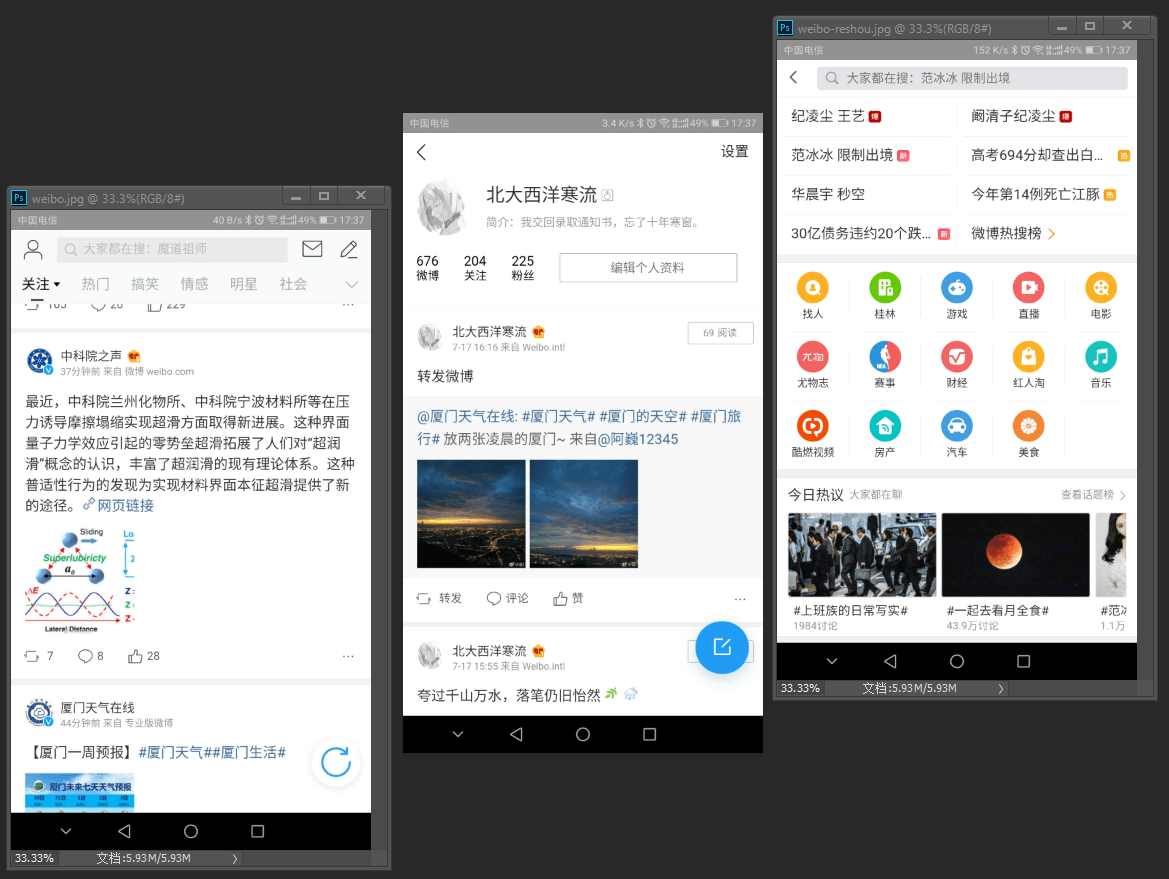 weibo.jpg @ 33.3%(RGB/8#)
中国电信
40 B/s
49%
17:37
大家都在搜：魔道祖师
关注
热门
搞笑
情感
明星
社会
229
中科院之声
37分钟前 来自 微博 weibo.com
最近，中科院兰州化物所、中科院宁波材料所等在压
力诱导摩擦塌缩实现超滑方面取得新进展。这种界面
量子力学效应引起的零势垒超滑拓展了人们对“超润
滑”概念的认识，丰富了超润滑的现有理论体系。这种
普适性行为的发现为实现材料界面本征超滑提供了新
的途径。网页链接
Sliding
Lo
Superlubiricty
a0
ΔE
Z:
Z:
Z
Lateral Distance
7
8
28
厦门天气在线
44分钟前 来自 专业版微博
【厦门一周预报】#厦门天气##厦门生活#
厦门未来七天天气预报
33.33%
文档:5.93M/5.93M
中国电信
3.4 K/s
49%
17:37
设置
北大西洋寒流
简介：我交回录取通知书，忘了十年寒窗。
676
204
225
微博
关注
粉丝
编辑个人资料
北大西洋寒流
7-17 16:16 来自 Weibo.intl
69 阅读
转发微博
@厦门天气在线: #厦门天气# #厦门的天空# #厦门旅
行# 放两张凌晨的厦门~ 来自@阿巍12345
转发
评论
赞
北大西洋寒流
7-17 15:55 来自 Weibo.intl
夸过千山万水，落笔仍旧怡然
Ps
weibo-reshou.jpg @ 33.3%(RGB/8#)
中国电信
152 K/s
49%
17:37
大家都在搜：范冰冰 限制出境
纪凌尘 王艺 爆
阚清子纪凌尘 爆
范冰冰 限制出境 新
高考694分却查出白... 热
华晨宇 秒空
今年第14例死亡江豚 热
30亿债务违约20个跌... 新
微博热搜榜
找人
桂林
游戏
直播
电影
尤物志
赛事
财经
红人淘
音乐
酷燃视频
房产
汽车
美食
今日热议 大家都在聊
查看话题榜
#上班族的日常写实#
#一起去看月全食#
1984讨论
43.9万讨论
1.1万
33.33%
文档:5.93M/5.93M